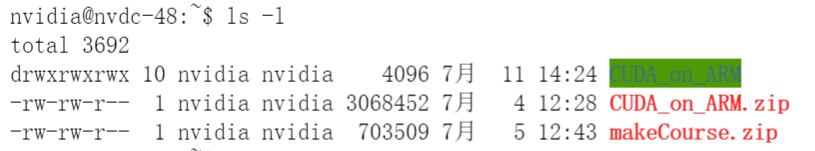 nvidia@nvdc-48:~$ ls -l
total 3692
drwxrwxrwx 10 nvidia nvidia    4096 7月  11 14:24 CUDA_on_ARM
-rw-rw-r--  1 nvidia nvidia 3068452 7月   4 12:28 CUDA_on_ARM.zip
-rw-rw-r--  1 nvidia nvidia  703509 7月   5 12:43 makeCourse.zip